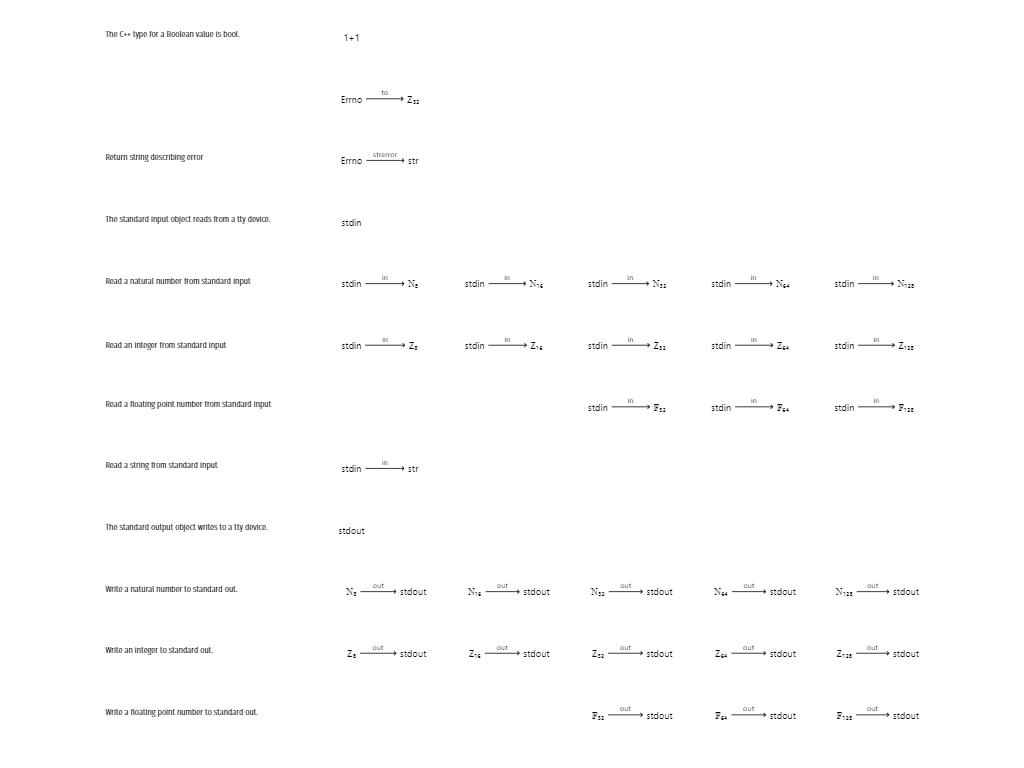 The C++ type for a Boolean value is bool. 1+1
Errno to Z₃₂
Return string describing error Errno strerror str
The standard input object reads from a tty device. stdin
Read a natural number from standard input stdin in N₈ stdin in N₁₆ stdin in N₃₂ stdin in N₆₄ stdin in N₁₂₈
Read an integer from standard input stdin in Z₈ stdin in Z₁₆ stdin in Z₃₂ stdin in Z₆₄ stdin in Z₁₂₈
Read a floating point number from standard input stdin in F₃₂ stdin in F₆₄ stdin in F₁₂₈
Read a string from standard input stdin in str
The standard output object writes to a tty device. stdout
Write a natural number to standard out. N₈ out stdout N₁₆ out stdout N₃₂ out stdout N₆₄ out stdout N₁₂₈ out stdout
Write an integer to standard out. Z₈ out stdout Z₁₆ out stdout Z₃₂ out stdout Z₆₄ out stdout Z₁₂₈ out stdout
Write a floating point number to standard out. F₃₂ out stdout F₆₄ out stdout F₁₂₈ out stdout